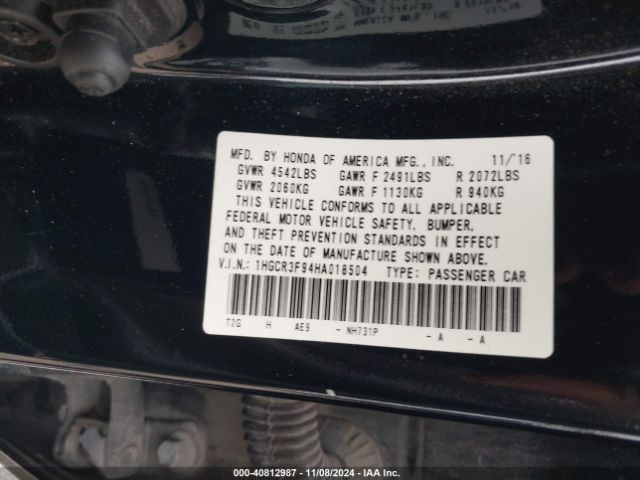 MFD. BY HONDA OF AMERICA MFG., INC. 11/'16
GVWR 4542LBS GAWR F 2491LBS R 2072LBS
GVWR 2060KG GAWR F 1130KG R 940KG
THIS VEHICLE CONFORMS TO ALL APPLICABLE
FEDERAL MOTOR VEHICLE SAFETY, BUMPER,
AND THEFT PREVENTION STANDARDS IN EFFECT
ON THE DATE OF MANUFACTURE SHOWN ABOVE.
V.I.N.: 1HGCR3F94HA018504 TYPE: PASSENGER CAR
T2G H AE9 - NH731P - A - A
000-40812987 - 11/08/2024 - IAA Inc.